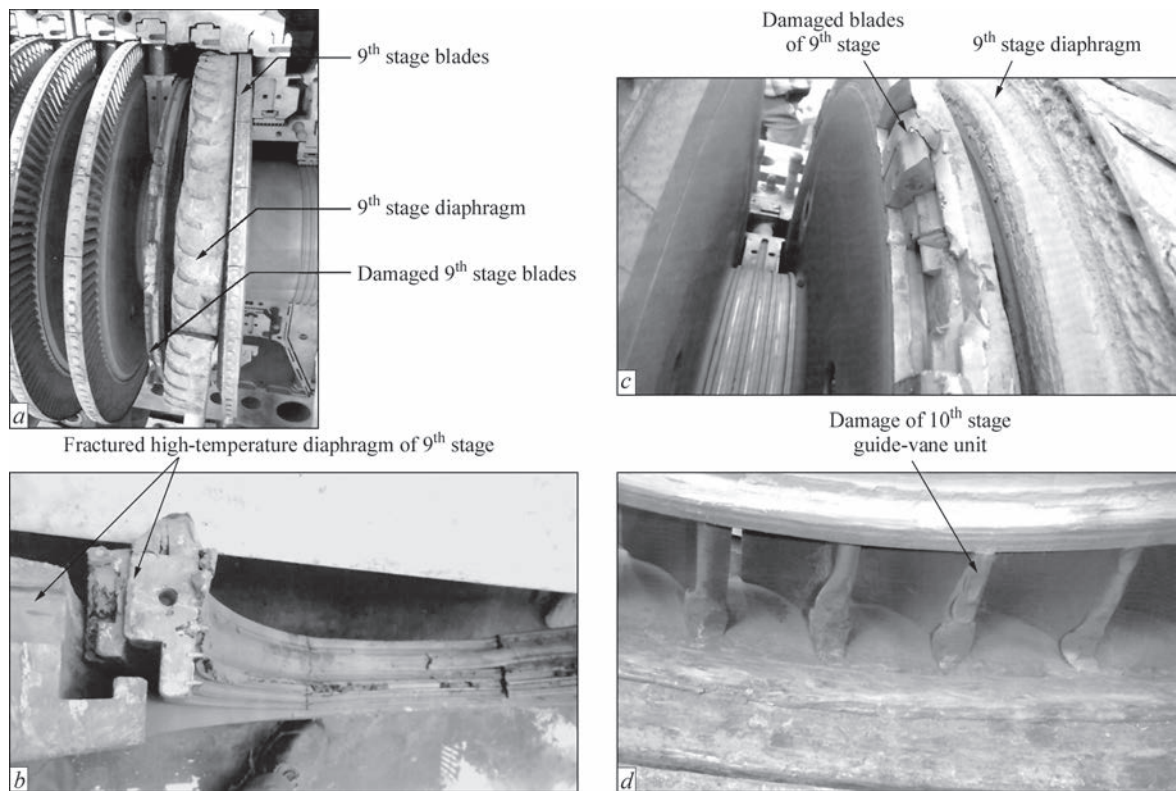 9th stage blades
9th stage diaphragm
Damaged 9th stage blades
a
Fractured high-temperature diaphragm of 9th stage
b
Damaged blades
of 9th stage
9th stage diaphragm
c
Damage of 10th stage
guide-vane unit
d